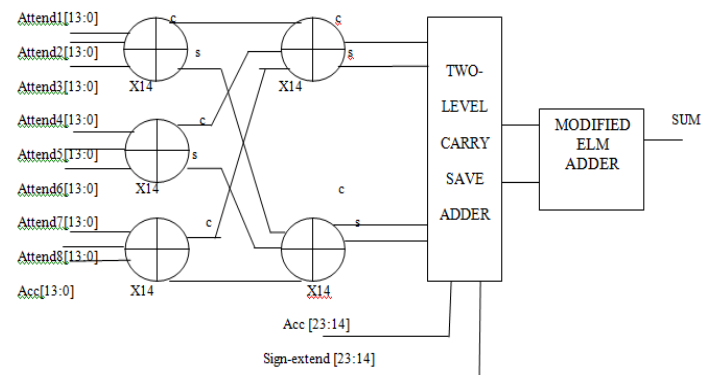 Attend1[13:0]
c
c
Attend2[13:0]
s
s
Attend3[13:0]
X14
X14
TWO-
LEVEL
CARRY
SAVE
ADDER
Attend4[13:0]
c
Attend5[13:0]
s
Attend6[13:0]
X14
MODIFIED
ELM
ADDER
SUM
c
Attend7[13:0]
c
s
Attend8[13:0]
Acc[13:0]
X14
X14
Acc [23:14]
Sign-extend [23:14]